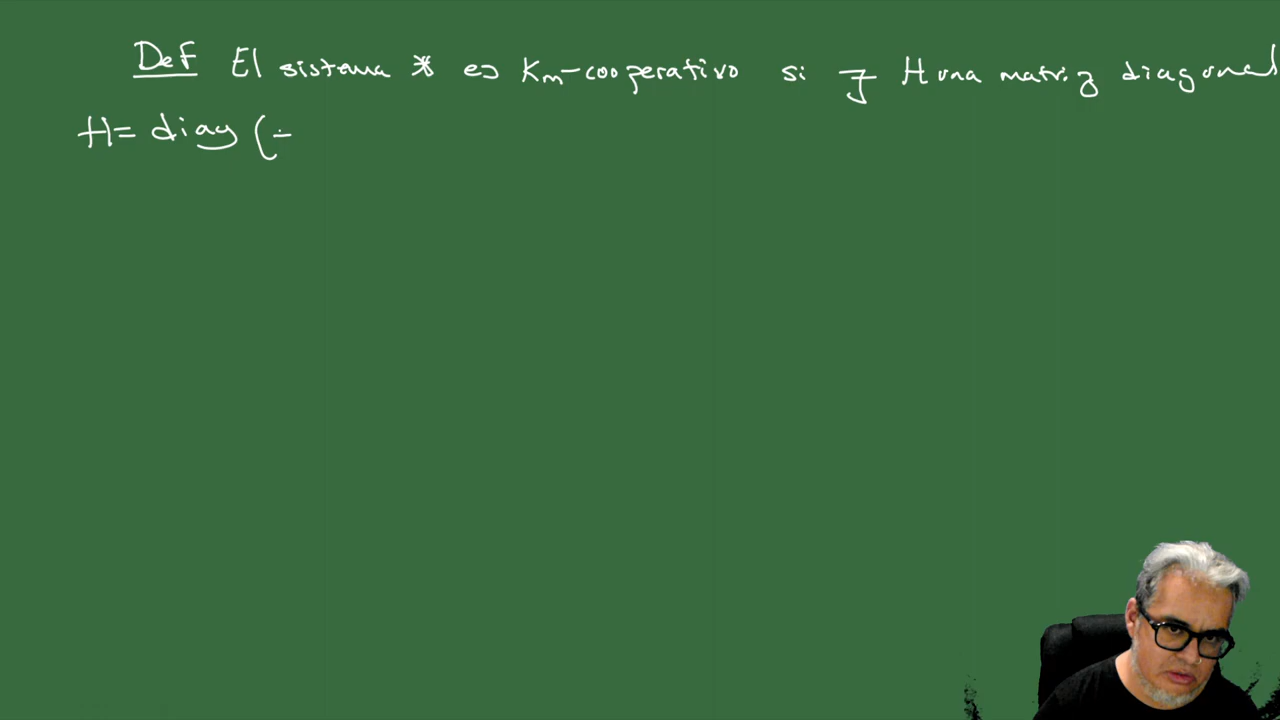 Def El sistema * es Km-cooperativo si ∃ H una matriz diagonal
H= diag (-